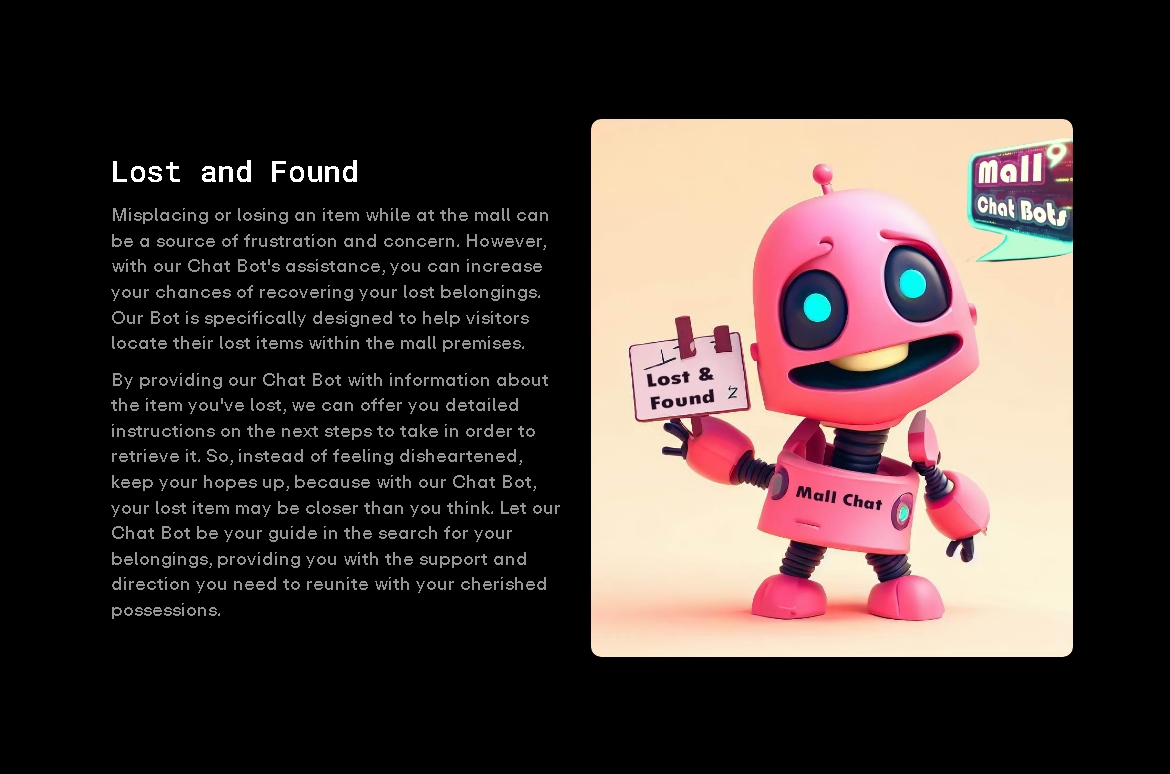 Lost and Found
Misplacing or losing an item while at the mall can
be a source of frustration and concern. However,
with our Chat Bot's assistance, you can increase
your chances of recovering your lost belongings.
Our Bot is specifically designed to help visitors
locate their lost items within the mall premises.
By providing our Chat Bot with information about
the item you've lost, we can offer you detailed
instructions on the next steps to take in order to
retrieve it. So, instead of feeling disheartened,
keep your hopes up, because with our Chat Bot,
your lost item may be closer than you think. Let our
Chat Bot be your guide in the search for your
belongings, providing you with the support and
direction you need to reunite with your cherished
possessions.
Mall
Chat Bots
Lost &
Found
Mall Chat